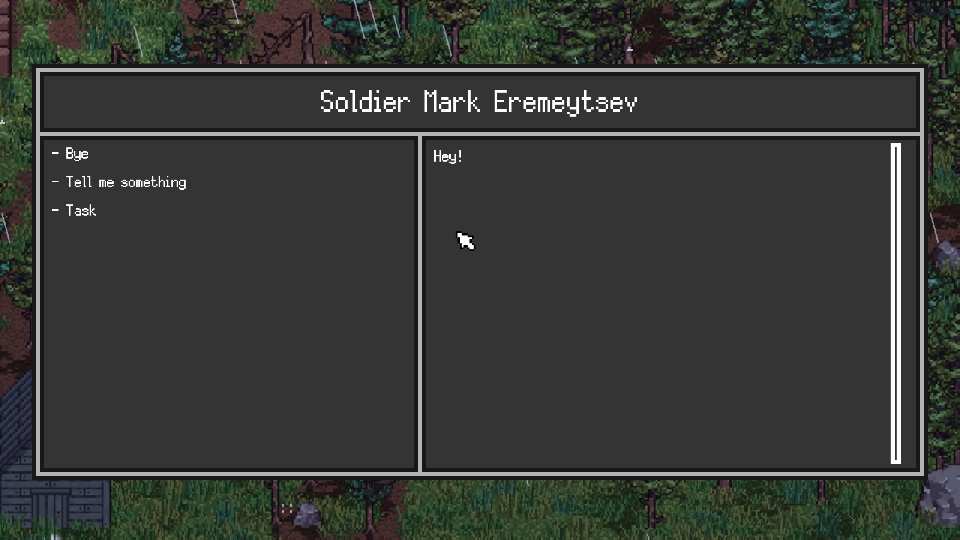 Soldier Mark Eremeytsev
- Bye
- Tell me something
- Task
Hey!